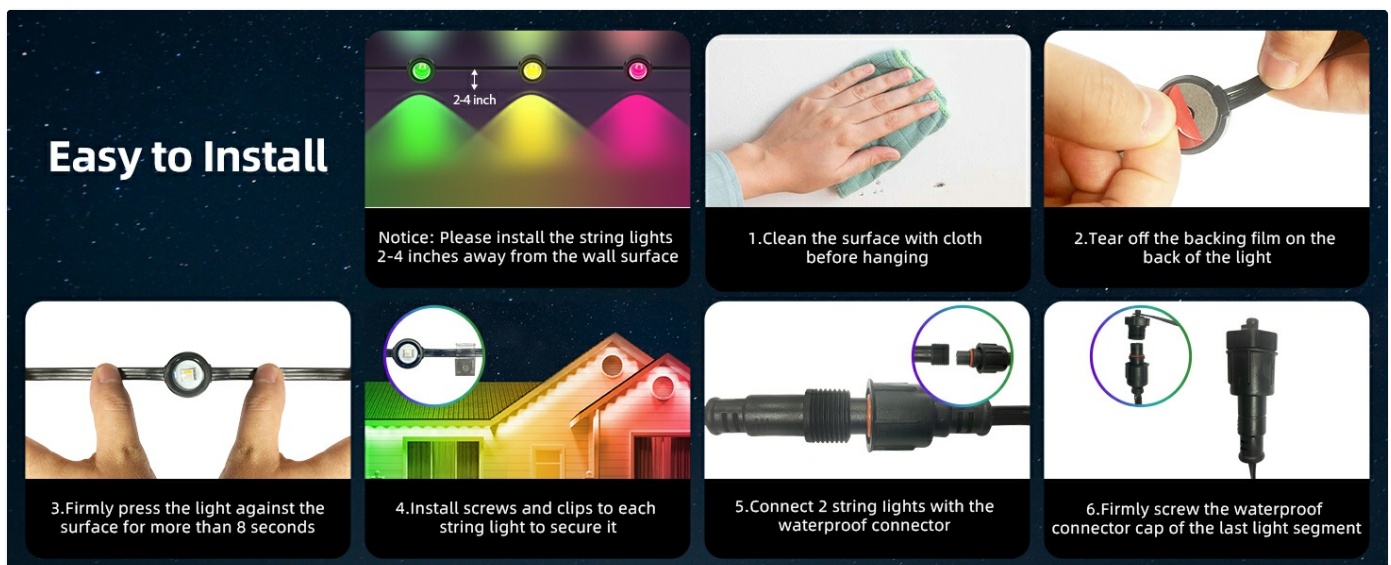 Easy to Install
2-4 inch
Notice: Please install the string lights
2-4 inches away from the wall surface
1.Clean the surface with cloth
before hanging
2.Tear off the backing film on the
back of the light
3.Firmly press the light against the
surface for more than 8 seconds
4.Install screws and clips to each
string light to secure it
5.Connect 2 string lights with the
waterproof connector
6.Firmly screw the waterproof
connector cap of the last light segment